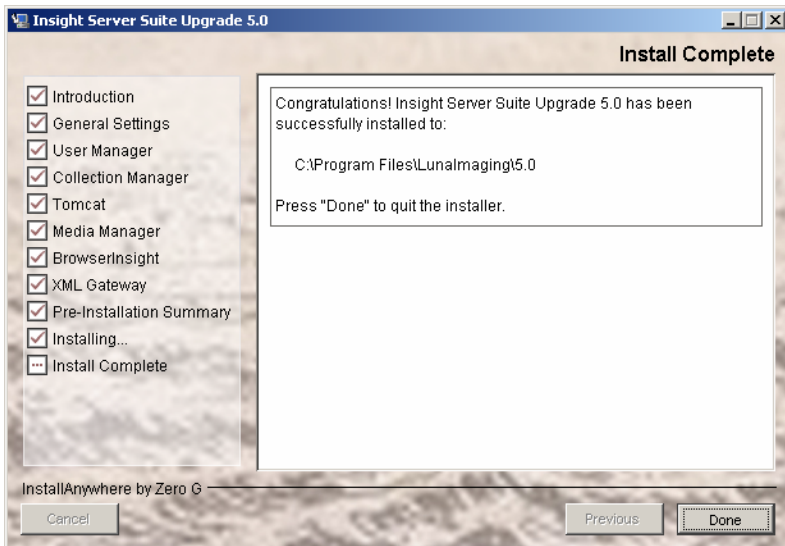 Insight Server Suite Upgrade 5.0
Install Complete
Introduction
General Settings
User Manager
Collection Manager
Tomcat
Media Manager
BrowserInsight
XML Gateway
Pre-Installation Summary
Installing...
Install Complete
Congratulations! Insight Server Suite Upgrade 5.0 has been
successfully installed to:
C:\Program Files\LunaImaging\5.0
Press "Done" to quit the installer.
InstallAnywhere by Zero G
Cancel
Previous
Done